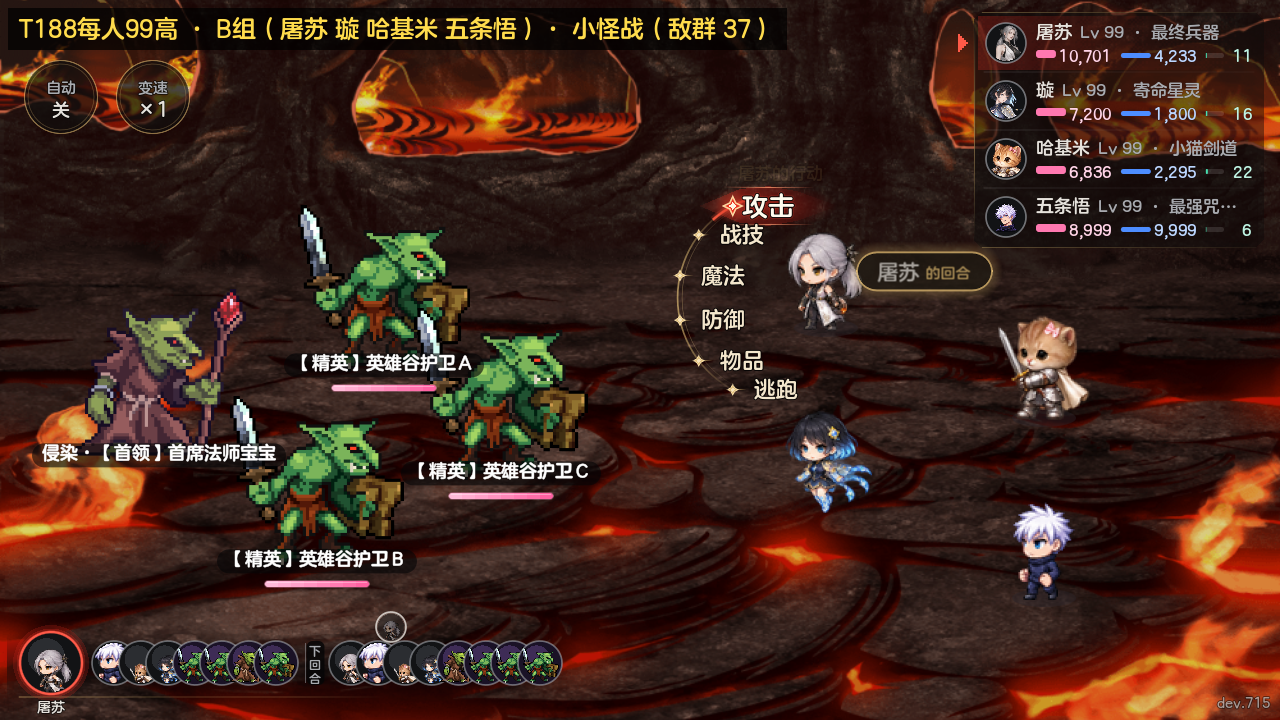 T188每人99高 · B组（屠苏 璇 哈基米 五条悟）· 小怪战（敌群 37）
自动
关
变速
×1
屠苏 Lv 99 · 最终兵器
10,701 4,233 11
璇 Lv 99 · 寄命星灵
7,200 1,800 16
哈基米 Lv 99 · 小猫剑道
6,836 2,295 22
五条悟 Lv 99 · 最强咒…
8,999 9,999 6
屠苏的行动
攻击
战技
魔法
防御
物品
逃跑
屠苏 的回合
【精英】英雄谷护卫A
侵染·【首领】首席法师宝宝
【精英】英雄谷护卫C
【精英】英雄谷护卫B
下回合
屠苏
dev.715